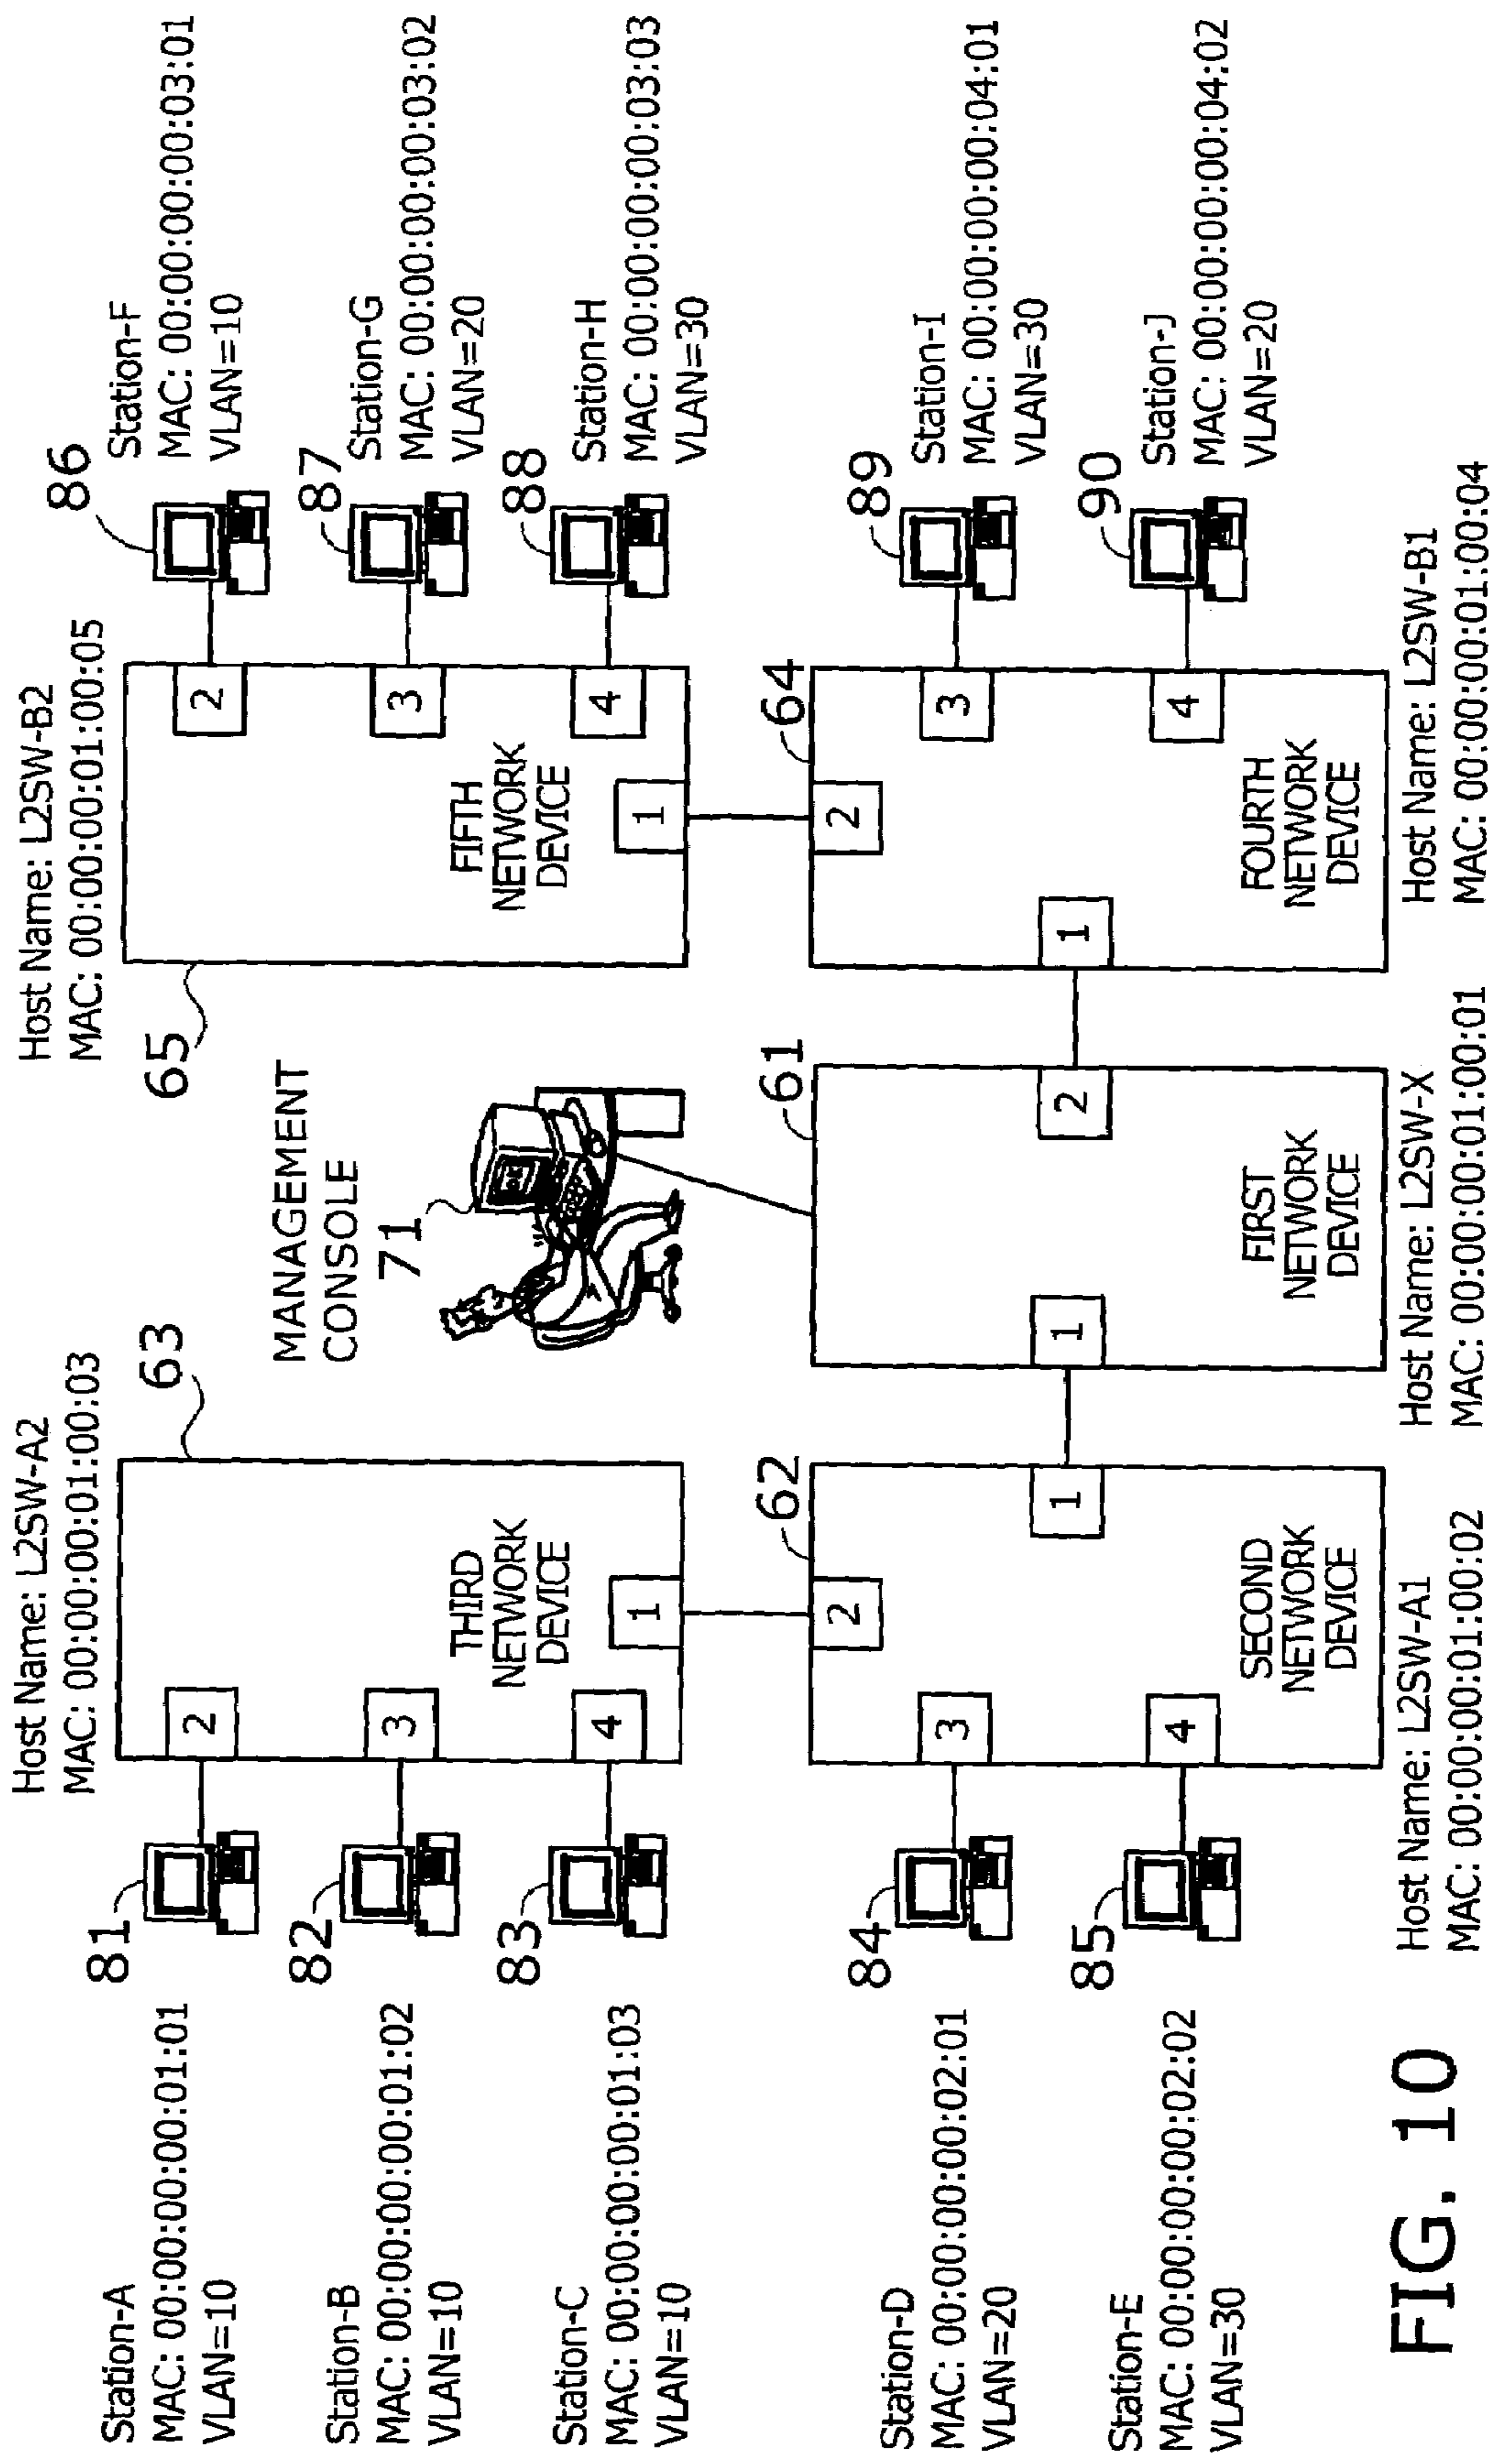 Host Name: L2SW-A2
MAC: 00:00:00:01:00:03
63
Host Name: L2SW-B2
MAC: 00:00:00:01:00:05
65
Station-A
MAC: 00:00:00:00:01:01
VLAN=10
81
2
Station-B
MAC: 00:00:00:00:01:02
VLAN=10
82
3
Station-C
MAC: 00:00:00:00:01:03
VLAN=10
83
4
THIRD
NETWORK
DEVICE
1
MANAGEMENT
CONSOLE
71
FIFTH
NETWORK
DEVICE
1
2
86
Station-F
MAC: 00:00:00:00:03:01
VLAN=10
3
87
Station-G
MAC: 00:00:00:00:03:02
VLAN=20
4
88
Station-H
MAC: 00:00:00:00:03:03
VLAN=30
Station-D
MAC: 00:00:00:00:02:01
VLAN=20
84
3
Station-E
MAC: 00:00:00:00:02:02
VLAN=30
85
4
62
2
1
SECOND
NETWORK
DEVICE
Host Name: L2SW-A1
MAC: 00:00:00:01:00:02
61
1
2
FIRST
NETWORK
DEVICE
Host Name: L2SW-X
MAC: 00:00:00:01:00:01
64
2
1
FOURTH
NETWORK
DEVICE
Host Name: L2SW-B1
MAC: 00:00:00:01:00:04
3
89
Station-I
MAC: 00:00:00:00:04:01
VLAN=30
4
90
Station-J
MAC: 00:00:00:00:04:02
VLAN=20
FIG. 10